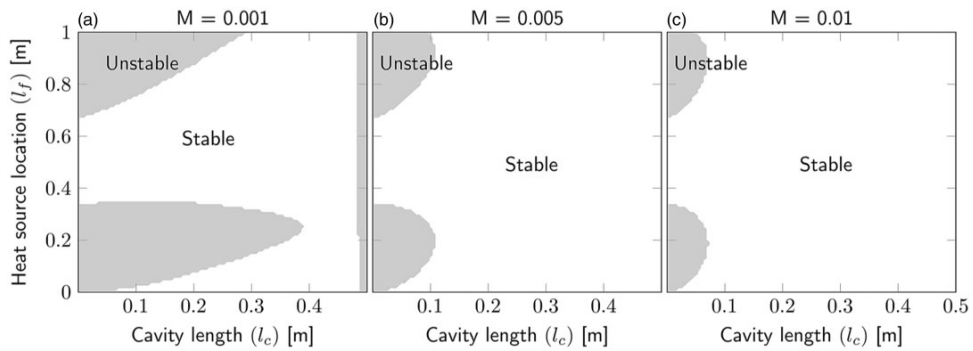 (a) M = 0.001
(b) M = 0.005
(c) M = 0.01
Heat source location (l_f) [m]
1
0.8
0.6
0.4
0.2
0
Unstable
Stable
Unstable
Stable
Unstable
Stable
0.1 0.2 0.3 0.4
0.1 0.2 0.3 0.4
0.1 0.2 0.3 0.4 0.5
Cavity length (l_c) [m]
Cavity length (l_c) [m]
Cavity length (l_c) [m]